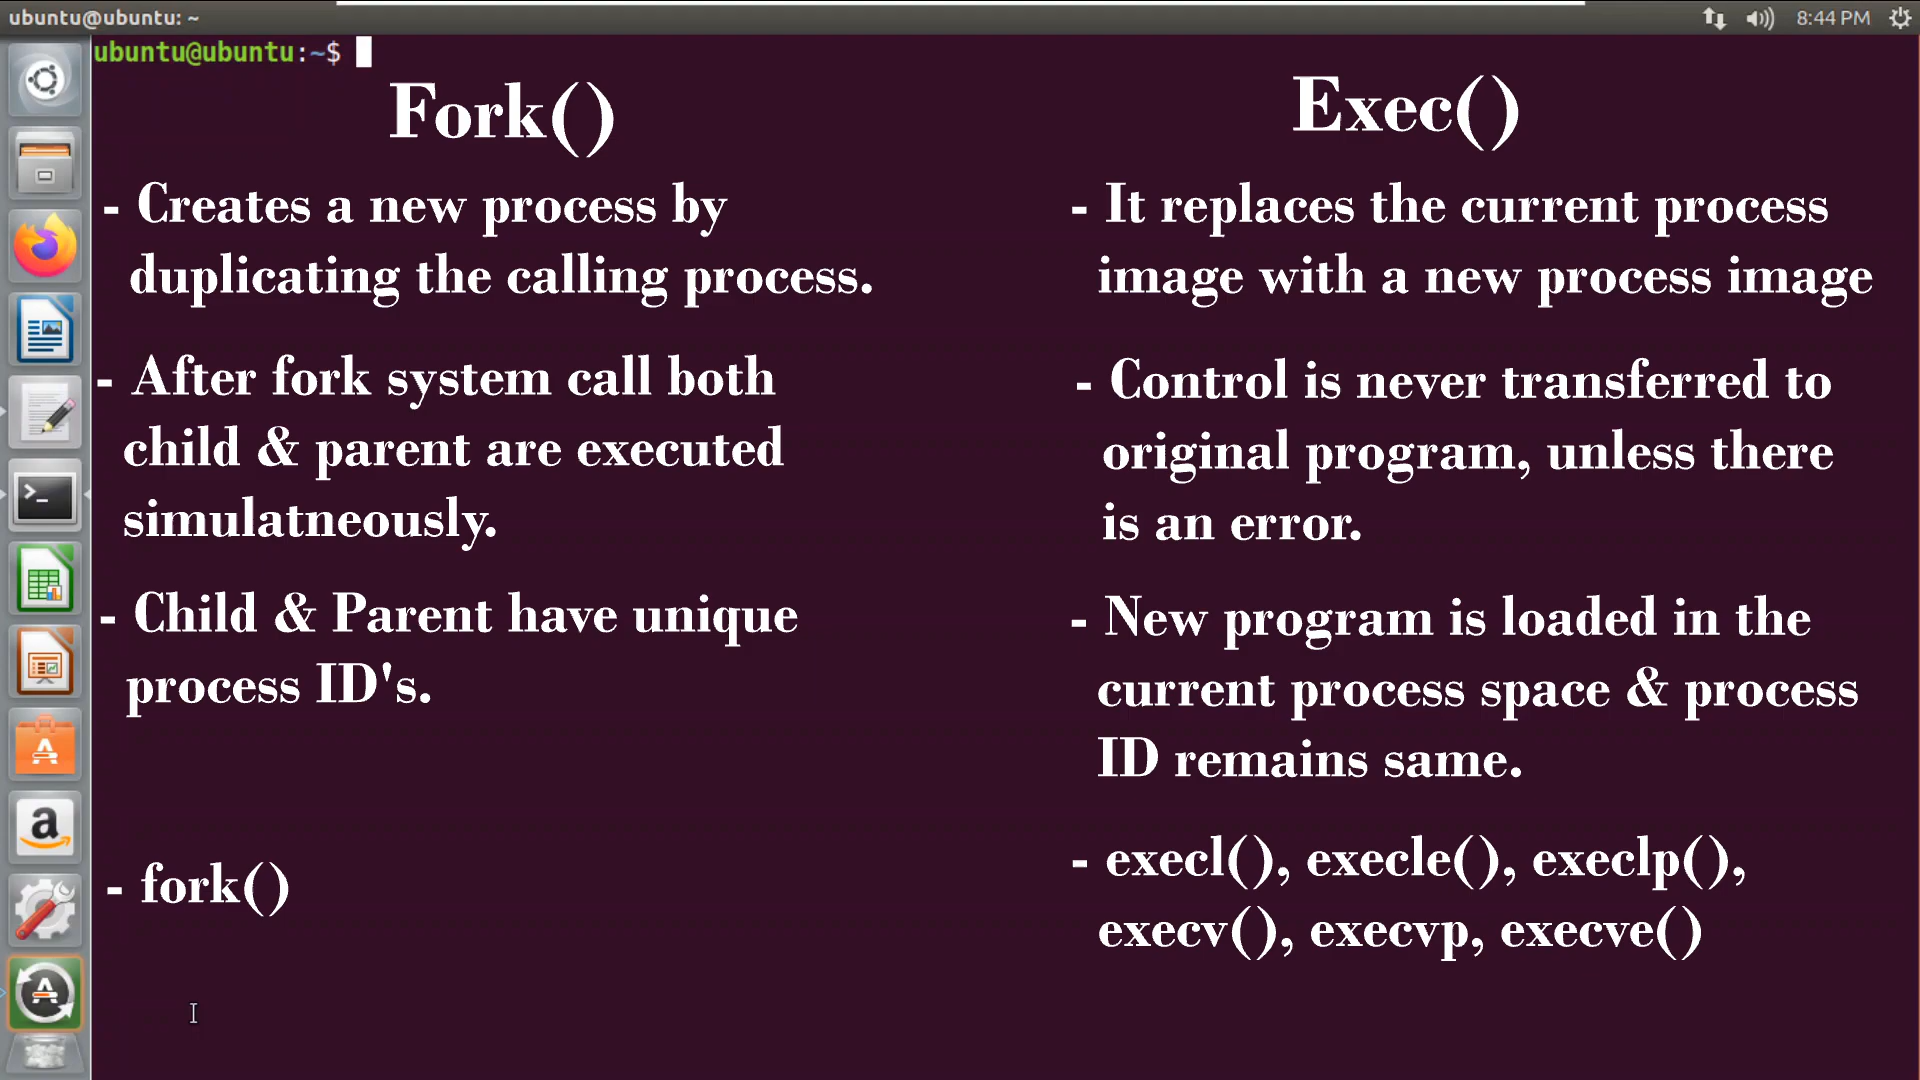 ubuntu@ubuntu: ~
8:44 PM
ubuntu@ubuntu:~$
Fork()
- Creates a new process by
duplicating the calling process.
- After fork system call both
child & parent are executed
simulatneously.
- Child & Parent have unique
process ID's.
- fork()
Exec()
- It replaces the current process
image with a new process image
- Control is never transferred to
original program, unless there
is an error.
- New program is loaded in the
current process space & process
ID remains same.
- execl(), execle(), execlp(),
execv(), execvp, execve()